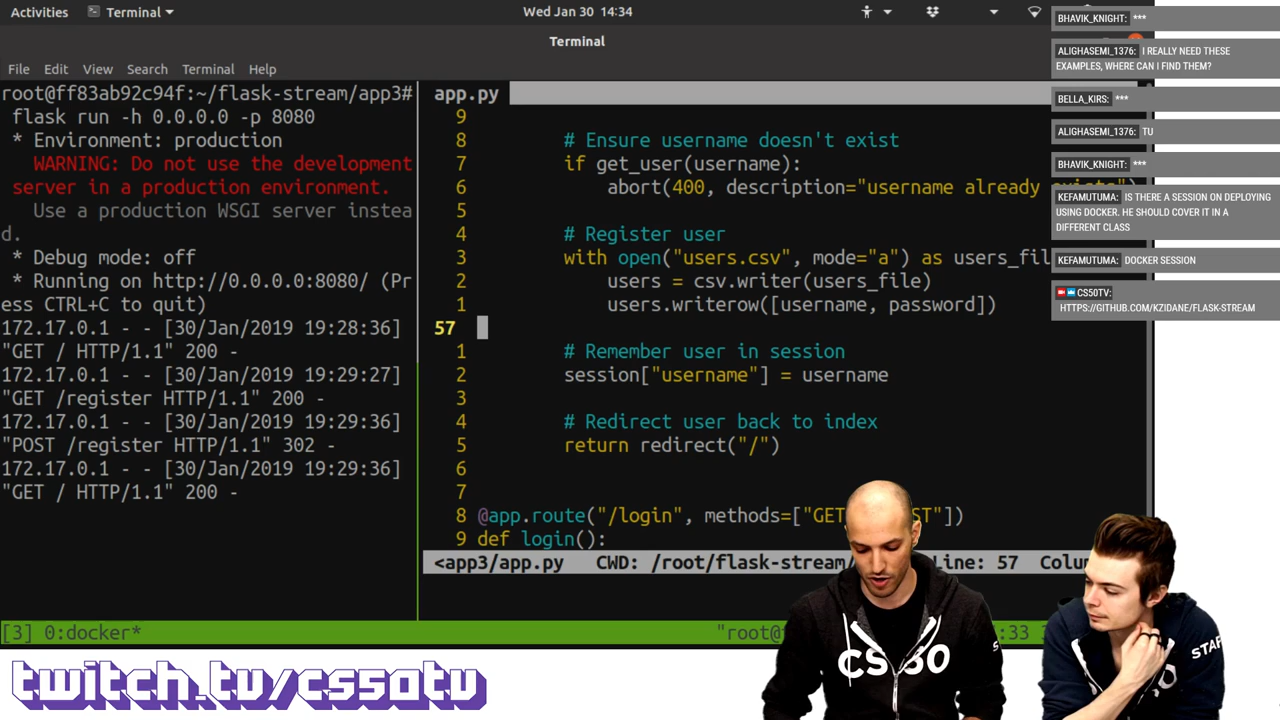 Activities Terminal Wed Jan 30 14:34
Terminal
File Edit View Search Terminal Help
root@ff83ab92c94f:~/flask-stream/app3#
flask run -h 0.0.0.0 -p 8080
* Environment: production
WARNING: Do not use the development
server in a production environment.
Use a production WSGI server instea
d.
* Debug mode: off
* Running on http://0.0.0.0:8080/ (Pr
ess CTRL+C to quit)
172.17.0.1 - - [30/Jan/2019 19:28:36]
"GET / HTTP/1.1" 200 -
172.17.0.1 - - [30/Jan/2019 19:29:27]
"GET /register HTTP/1.1" 200 -
172.17.0.1 - - [30/Jan/2019 19:29:36]
"POST /register HTTP/1.1" 302 -
172.17.0.1 - - [30/Jan/2019 19:29:36]
"GET / HTTP/1.1" 200 -
app.py
9
8 # Ensure username doesn't exist
7 if get_user(username):
6 abort(400, description="username already exists")
5
4 # Register user
3 with open("users.csv", mode="a") as users_fil
2 users = csv.writer(users_file)
1 users.writerow([username, password])
57
1 # Remember user in session
2 session["username"] = username
3
4 # Redirect user back to index
5 return redirect("/")
6
7
8 @app.route("/login", methods=["GET ST"])
9 def login():
<app3/app.py CWD: /root/flask-stream/ Line: 57 Colu
[3] 0:docker* "root@ :33
BHAVIK_KNIGHT: ***
ALIGHASEMI_1376: I REALLY NEED THESE
EXAMPLES, WHERE CAN I FIND THEM?
BELLA_KIRS: ***
ALIGHASEMI_1376: TU
BHAVIK_KNIGHT: ***
KEFAMUTUMA: IS THERE A SESSION ON DEPLOYING
USING DOCKER. HE SHOULD COVER IT IN A
DIFFERENT CLASS
KEFAMUTUMA: DOCKER SESSION
CS50TV:
HTTPS://GITHUB.COM/KZIDANE/FLASK-STREAM
CS50
STAF
twitch.tv/cs50tv